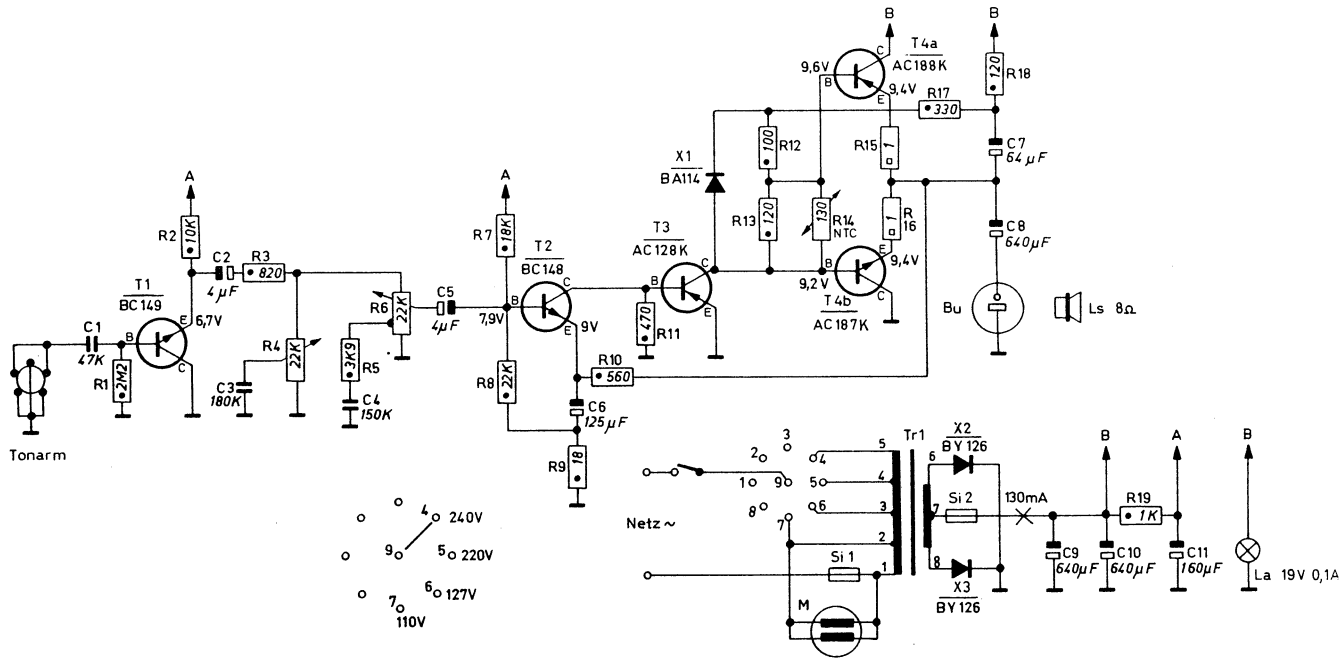 B
B
T4a
AC188K
C
9,6V
B
E
9,4V
120
R18
R17
330
100
R12
R15
1
C7
64µF
X1
BA114
A
A
R2
10K
C2
4µF
R3
820
R7
18K
T2
BC148
T3
AC128K
120
R13
130
R14
NTC
1
R
16
C8
640µF
T1
BC149
6,7V
E
B
C
C1
47K
R1
2M2
R6
22K
C5
4µF
7,9V
B
C
E
9V
B
C
E
9,2V
B
E
9,4V
C
T4b
AC187K
Bu
Ls 8Ω
R4
22K
C3
180K
R5
3K9
C4
150K
R11
470
R8
22K
R10
560
C6
125µF
R9
18
Tonarm
Netz ~
3
2
4
1
9
5
8
6
7
5
4
3
2
1
Tr1
6
7
8
X2
BY126
Si 2
130mA
X3
BY126
B
A
B
R19
1K
C9
640µF
C10
640µF
C11
160µF
La 19V 0,1A
Si 1
M
4
240V
9
5
220V
6
127V
7
110V